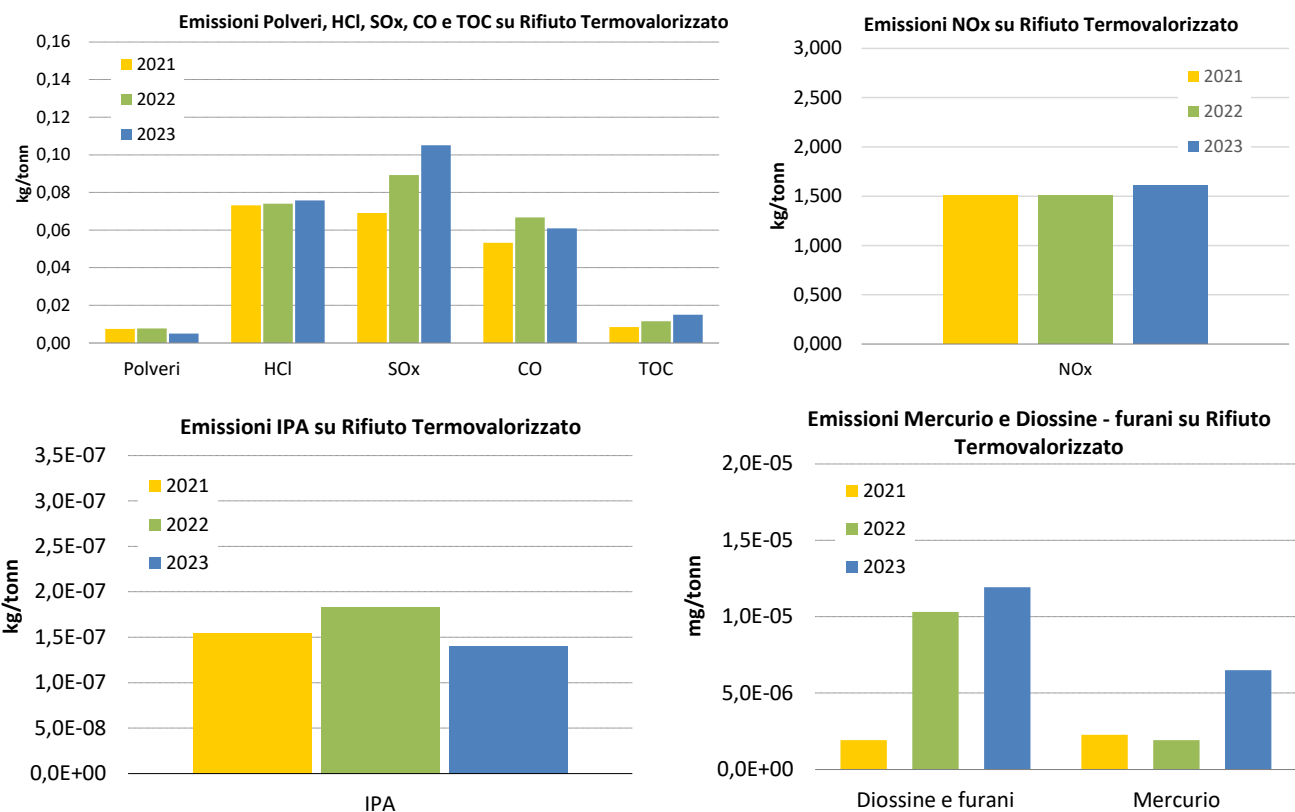 Emissioni Polveri, HCl, SOx, CO e TOC su Rifiuto Termovalorizzato
0,16
0,14
0,12
0,10
0,08
0,06
0,04
0,02
0,00
kg/tonn
2021
2022
2023
Polveri HCl SOx CO TOC
Emissioni NOx su Rifiuto Termovalorizzato
3,000
2,500
2,000
1,500
1,000
0,500
0,000
kg/tonn
2021
2022
2023
NOx
Emissioni IPA su Rifiuto Termovalorizzato
3,5E-07
3,0E-07
2,5E-07
2,0E-07
1,5E-07
1,0E-07
5,0E-08
0,0E+00
kg/tonn
2021
2022
2023
IPA
Emissioni Mercurio e Diossine - furani su Rifiuto
Termovalorizzato
2,0E-05
1,5E-05
1,0E-05
5,0E-06
0,0E+00
mg/tonn
2021
2022
2023
Diossine e furani Mercurio